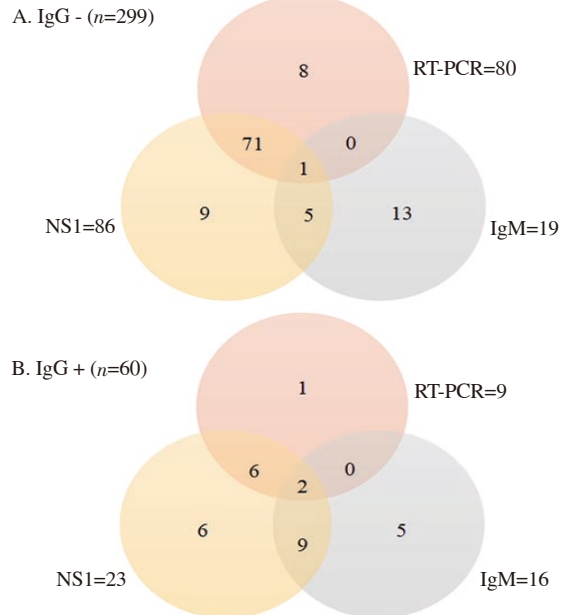 A. IgG - (n=299)
8
RT-PCR=80
71
0
1
9
5
13
NS1=86
IgM=19
B. IgG + (n=60)
1
RT-PCR=9
6
0
2
6
9
5
NS1=23
IgM=16